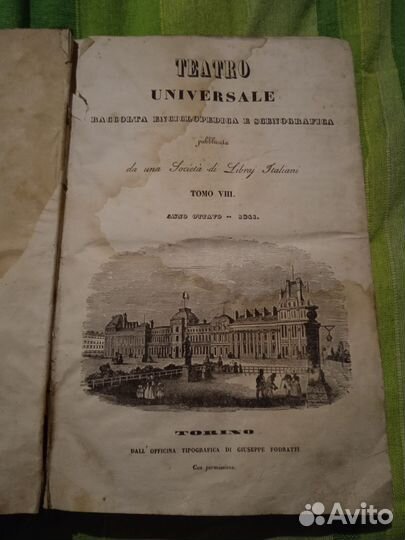 TEATRO
UNIVERSALE
RACCOLTA ENCICLOPEDICA E SCENOGRAFICA
pubblicata
da una Società di Libraj Italiani
TOMO VIII.
ANNO OTTAVO — 1841.
TORINO
DALL' OFFICINA TIPOGRAFICA DI GIUSEPPE FODRATTI
Con permissione.
Avito